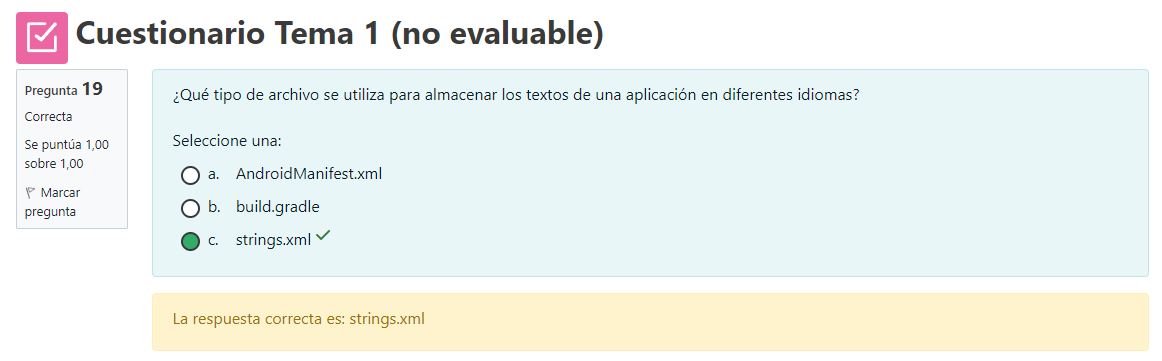 Cuestionario Tema 1 (no evaluable)
Pregunta 19
Correcta
Se puntúa 1,00
sobre 1,00
Marcar
pregunta
¿Qué tipo de archivo se utiliza para almacenar los textos de una aplicación en diferentes idiomas?
Seleccione una:
a. AndroidManifest.xml
b. build.gradle
c. strings.xml
La respuesta correcta es: strings.xml